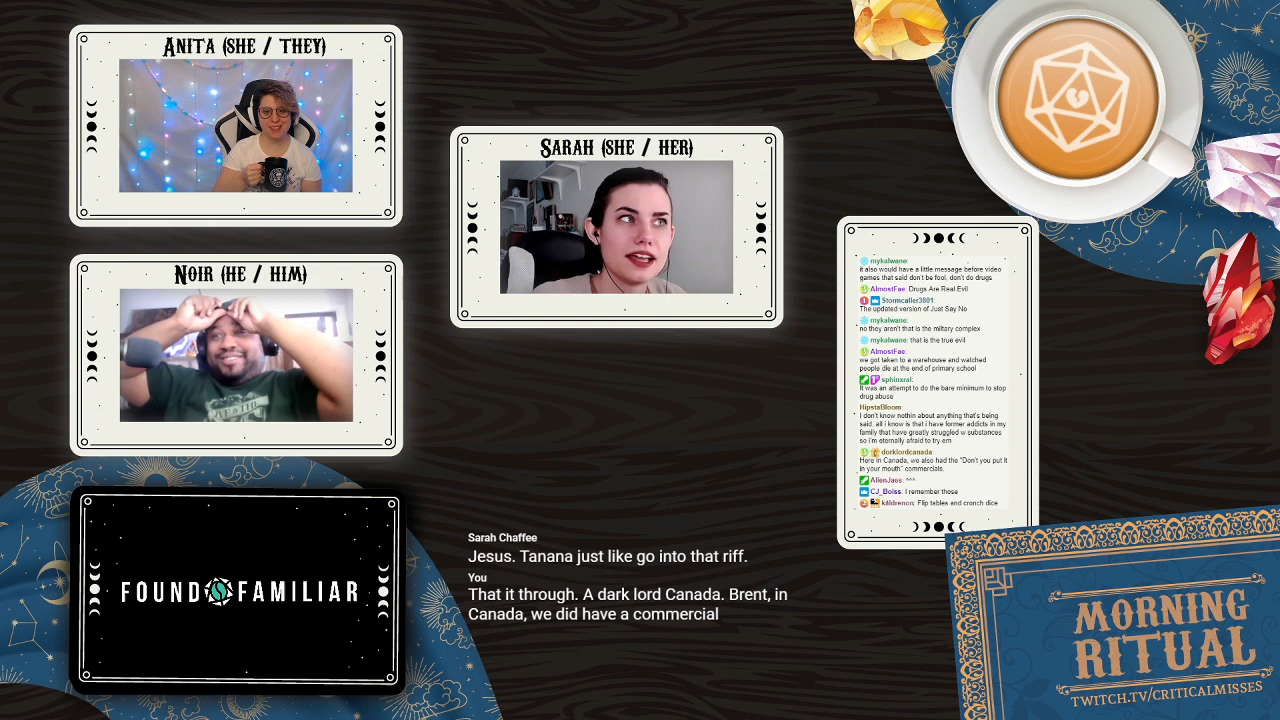 ANITA (SHE / THEY)
SARAH (SHE / HER)
NOIR (HE / HIM)
mykalwane:
it also would have a little message before video
games that said don't be fool, don't do drugs
AlmostFae: Drugs Are Real Evil
Stormcaller3801:
The updated version of Just Say No
mykalwane:
no they aren't that is the miltary complex
mykalwane: that is the true evil
AlmostFae:
we got taken to a warehouse and watched
people die at the end of primary school
sphinxral:
It was an attempt to do the bare minimum to stop
drug abuse
HipstaBloom:
I don't know nothin about anything that's being
said, all i know is that i have former addicts in my
family that have greatly struggled w substances
so i'm eternally afraid to try em
dorklordcanada:
Here in Canada, we also had the "Don't you put it
in your mouth" commercials.
AlienJaes: ^^^
CJ_Boiss: I remember those
kaldrenon: Flip tables and cronch dice
FOUND FAMILIAR
Sarah Chaffee
Jesus. Tanana just like go into that riff.
You
That it through. A dark lord Canada. Brent, in
Canada, we did have a commercial
MORNING
RITUAL
TWITCH.TV/CRITICALMISSES